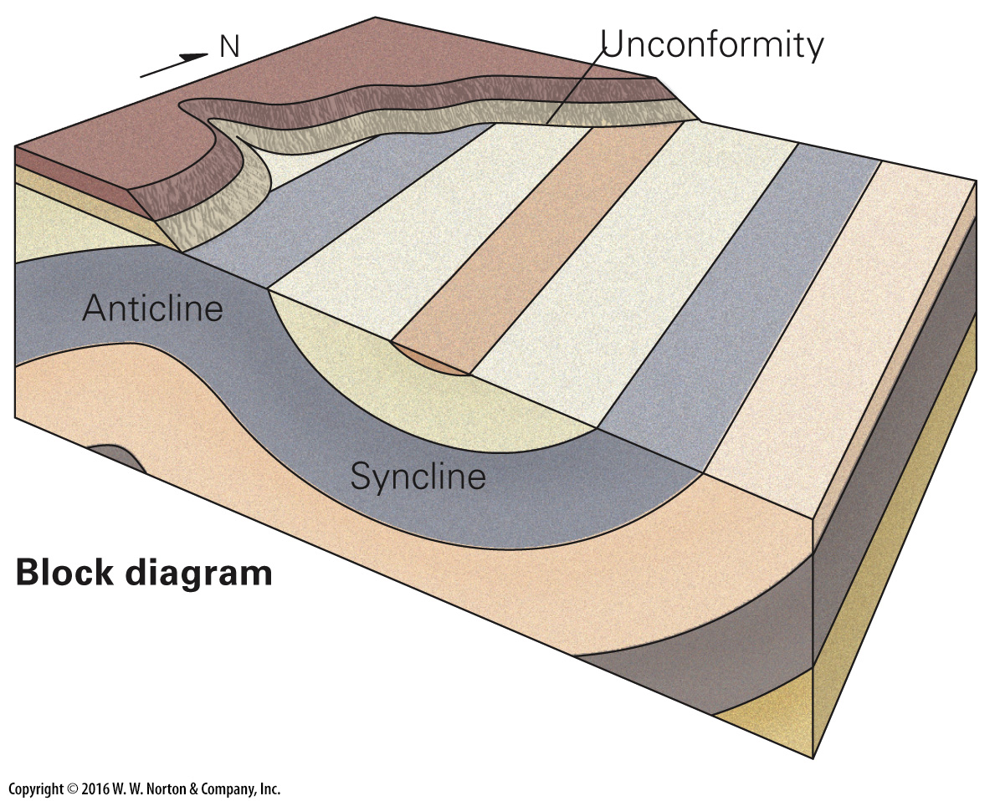 N
Unconformity
Anticline
Syncline
Block diagram
Copyright © 2016 W. W. Norton & Company, Inc.